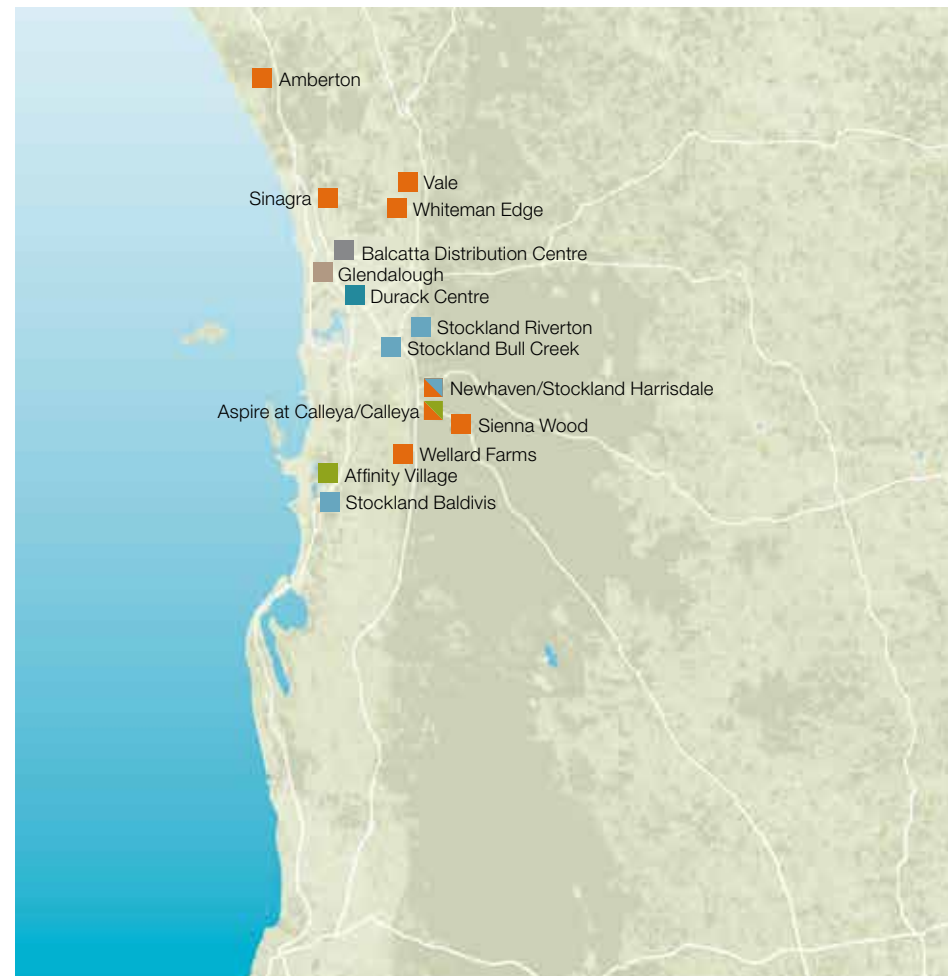 Amberton
Vale
Sinagra
Whiteman Edge
Balcatta Distribution Centre
Glendalough
Durack Centre
Stockland Riverton
Stockland Bull Creek
Newhaven/Stockland Harrisdale
Aspire at Calleya/Calleya
Sienna Wood
Wellard Farms
Affinity Village
Stockland Baldivis